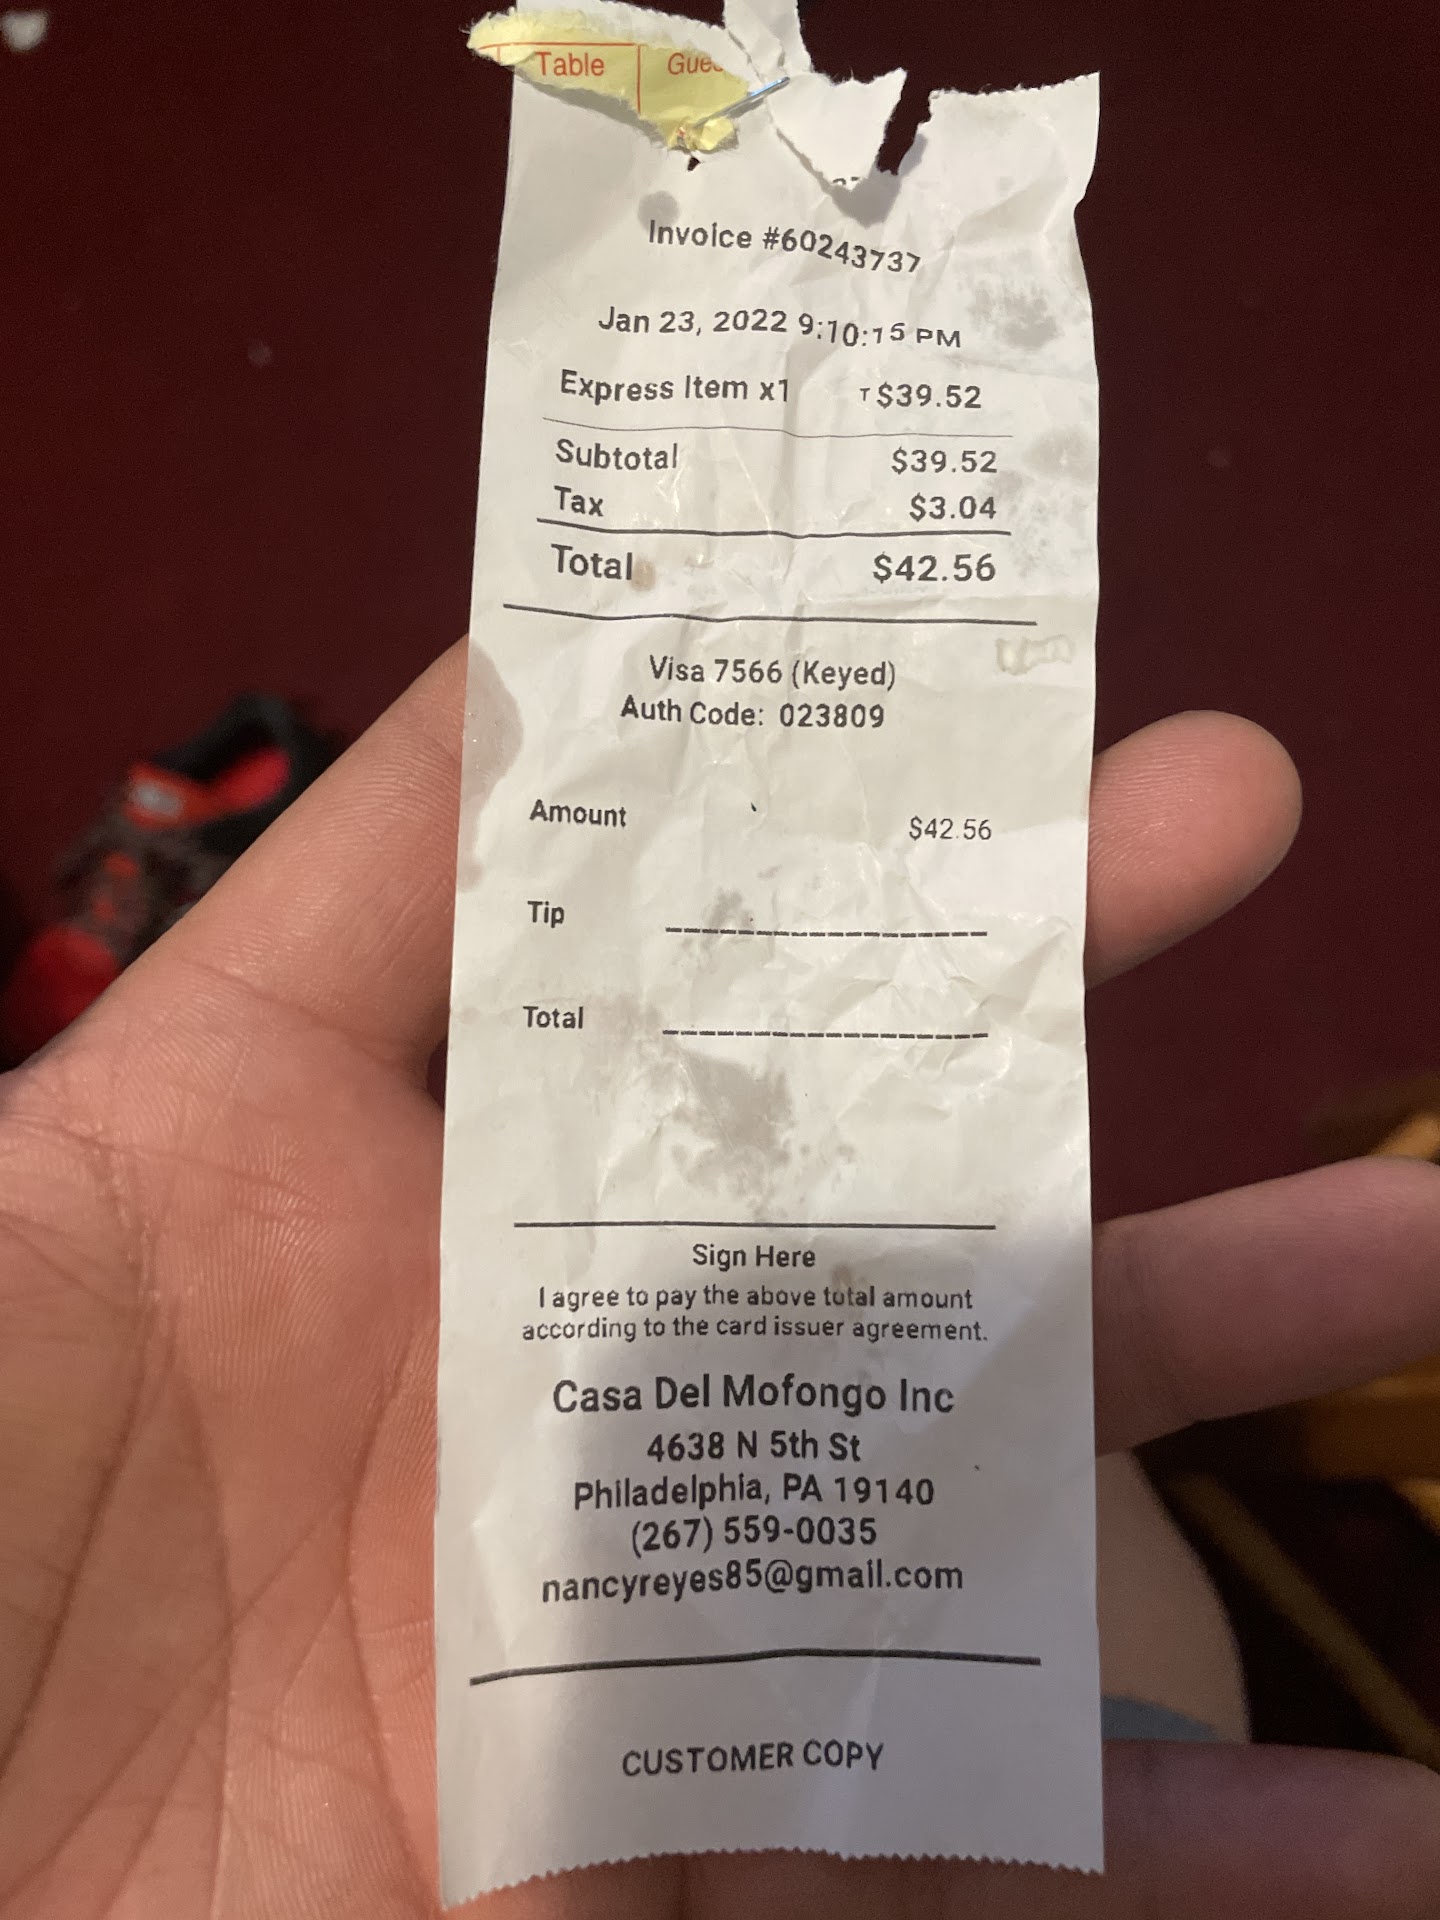 Table
Invoice #60243737
Jan 23, 2022 9:10:15 PM
Express Item x1 T $39.52
Subtotal $39.52
Tax $3.04
Total $42.56
Visa 7566 (Keyed)
Auth Code: 023809
Amount $42.56
Tip
Total
Sign Here
I agree to pay the above total amount
according to the card issuer agreement.
Casa Del Mofongo Inc
4638 N 5th St
Philadelphia, PA 19140
(267) 559-0035
nancyreyes85@gmail.com
CUSTOMER COPY